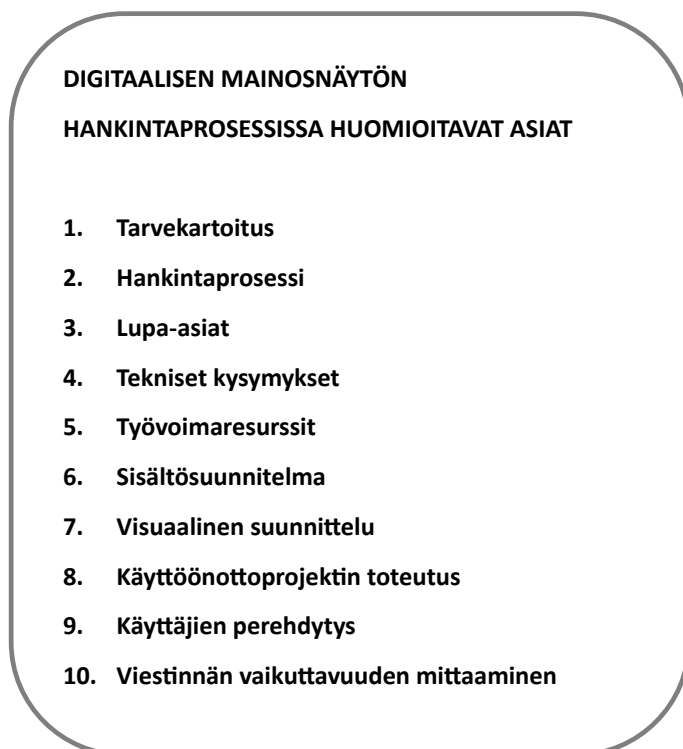 DIGITAALISEN MAINOSNÄYTÖN
HANKINTAPROSESSISSA HUOMIOITAVAT ASIAT
1. Tarvekartoitus
2. Hankintaprosessi
3. Lupa-asiat
4. Tekniset kysymykset
5. Työvoimaresurssit
6. Sisältösuunnitelma
7. Visuaalinen suunnittelu
8. Käyttöönottoprojektin toteutus
9. Käyttäjien perehdytys
10. Viestinnän vaikuttavuuden mittaaminen